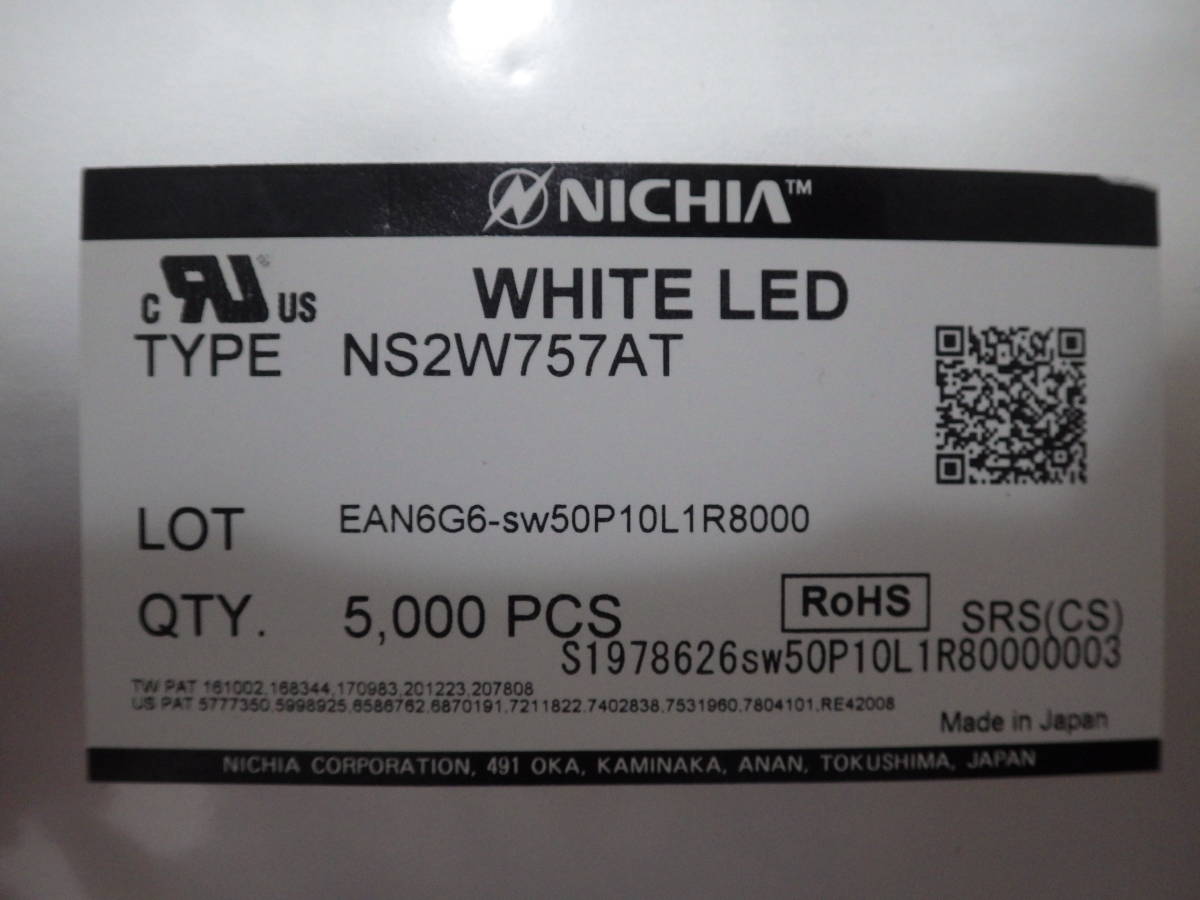 NICHIA™
c RU US
WHITE LED
TYPE NS2W757AT
LOT EAN6G6-sw50P10L1R8000
QTY. 5,000 PCS RoHS SRS(CS)
S1978626sw50P10L1R80000003
TW PAT 161002,168344,170983,201223,207808
US PAT 5777350,5998925,6586762,6870191,7211822,7402838,7531960,7804101,RE42008
Made in Japan
NICHIA CORPORATION, 491 OKA, KAMINAKA, ANAN, TOKUSHIMA, JAPAN